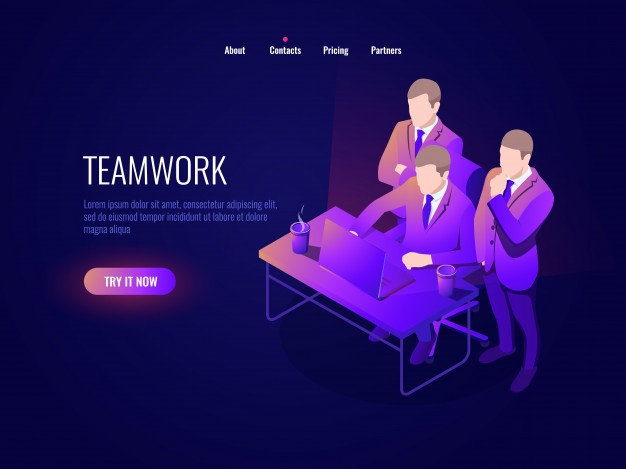 About Contacts Pricing Partners
TEAMWORK
Lorem ipsum dolor sit amet, consectetur adipiscing elit,
sed do eiusmod tempor incididunt ut labore et dolore
magna aliqua
TRY IT NOW